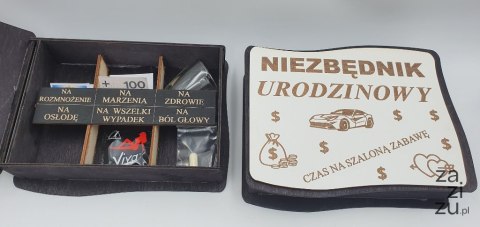 + 100
NA
ROZMNOŻENIE
NA
MARZENIA
NA
ZDROWIE
NA
OSŁODĘ
NA WSZELKI
WYPADEK
NA
BÓL GŁOWY
Viva
NIEZBĘDNIK
URODZINOWY
$
$
$
$
$
$
$
CZAS NA SZALONĄ ZABAWĘ
za
zi
zu.pl